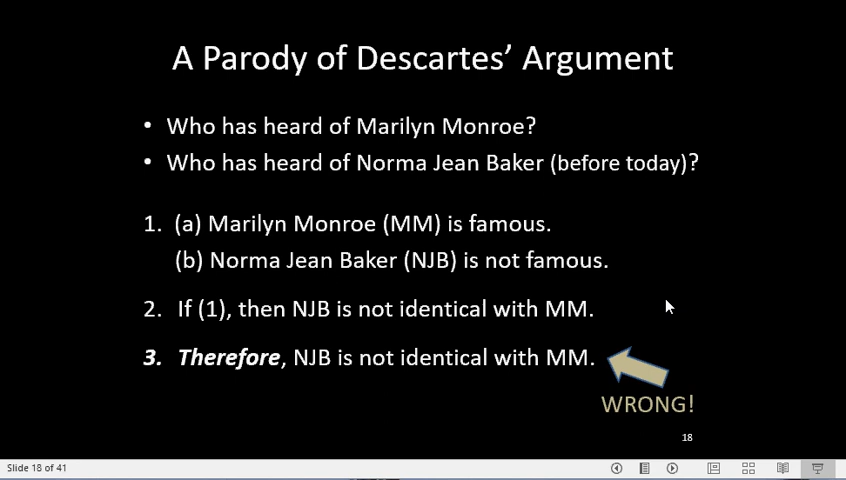 A Parody of Descartes’ Argument
• Who has heard of Marilyn Monroe?
• Who has heard of Norma Jean Baker (before today)?
1. (a) Marilyn Monroe (MM) is famous.
(b) Norma Jean Baker (NJB) is not famous.
2. If (1), then NJB is not identical with MM.
3. Therefore, NJB is not identical with MM.
WRONG!
18
Slide 18 of 41